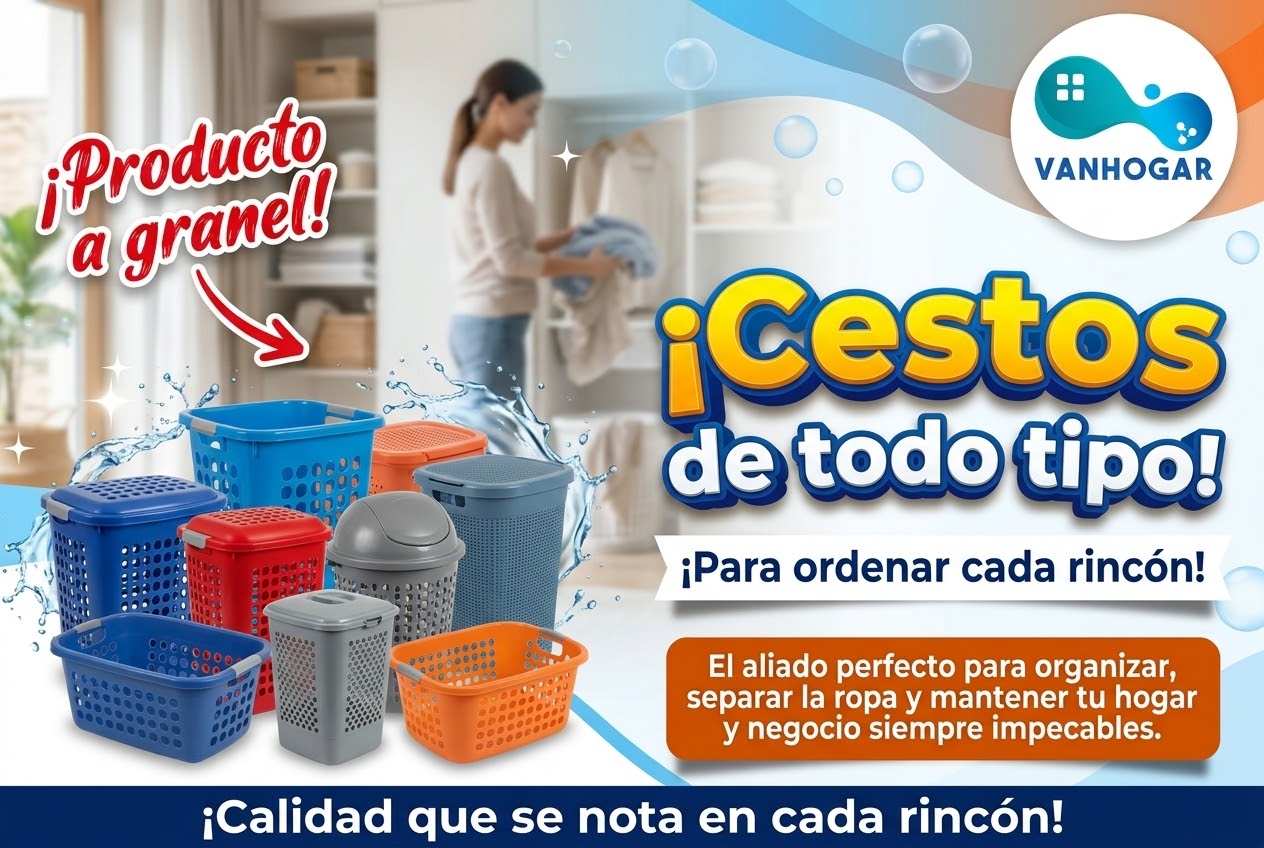 ¡Producto
a granel!
VANHOGAR
¡Cestos
de todo tipo!
¡Para ordenar cada rincón!
El aliado perfecto para organizar,
separar la ropa y mantener tu hogar
y negocio siempre impecables.
¡Calidad que se nota en cada rincón!